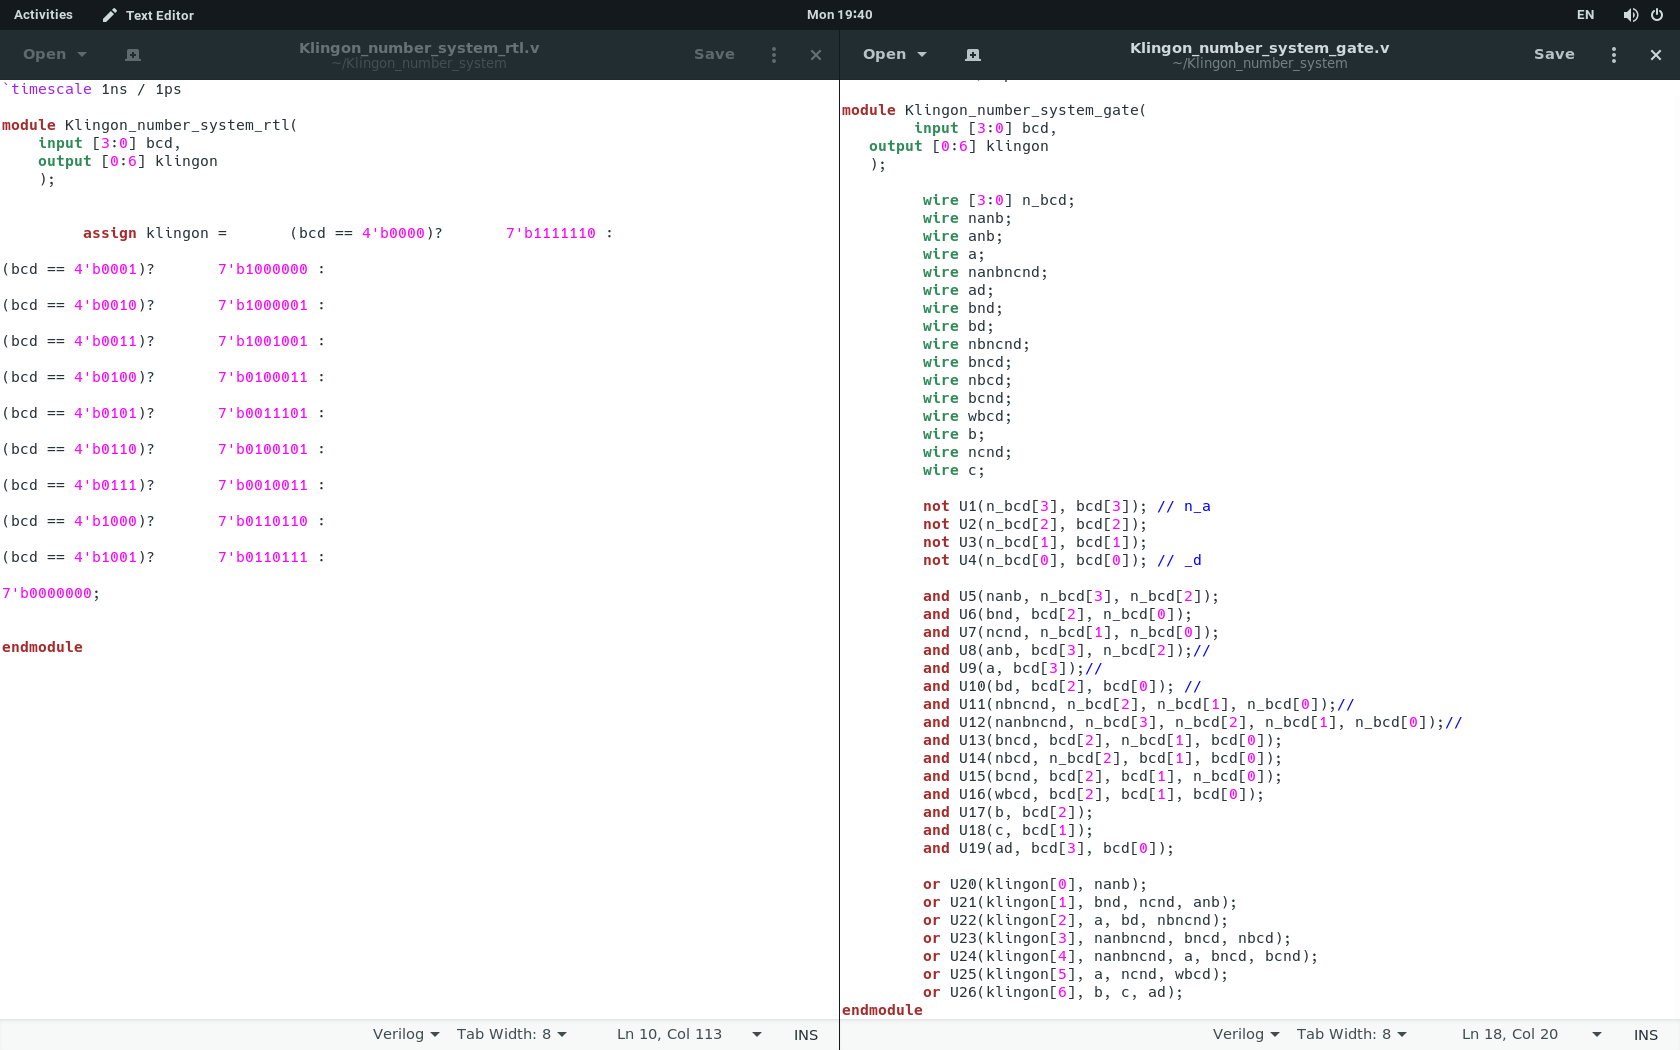 Activities Text Editor Mon 19:40 EN
Open Klingon_number_system_rtl.v Save
~/Klingon_number_system
`timescale 1ns / 1ps
module Klingon_number_system_rtl(
input [3:0] bcd,
output [0:6] klingon
);
assign klingon = (bcd == 4'b0000)? 7'b1111110 :
(bcd == 4'b0001)? 7'b1000000 :
(bcd == 4'b0010)? 7'b1000001 :
(bcd == 4'b0011)? 7'b1001001 :
(bcd == 4'b0100)? 7'b0100011 :
(bcd == 4'b0101)? 7'b0011101 :
(bcd == 4'b0110)? 7'b0100101 :
(bcd == 4'b0111)? 7'b0010011 :
(bcd == 4'b1000)? 7'b0110110 :
(bcd == 4'b1001)? 7'b0110111 :
7'b0000000;
endmodule
Verilog Tab Width: 8 Ln 10, Col 113 INS
Open Klingon_number_system_gate.v Save
~/Klingon_number_system
module Klingon_number_system_gate(
input [3:0] bcd,
output [0:6] klingon
);
wire [3:0] n_bcd;
wire nanb;
wire anb;
wire a;
wire nanbncnd;
wire ad;
wire bnd;
wire bd;
wire nbncnd;
wire bncd;
wire nbcd;
wire bcnd;
wire wbcd;
wire b;
wire ncnd;
wire c;
not U1(n_bcd[3], bcd[3]); // n_a
not U2(n_bcd[2], bcd[2]);
not U3(n_bcd[1], bcd[1]);
not U4(n_bcd[0], bcd[0]); // _d
and U5(nanb, n_bcd[3], n_bcd[2]);
and U6(bnd, bcd[2], n_bcd[0]);
and U7(ncnd, n_bcd[1], n_bcd[0]);
and U8(anb, bcd[3], n_bcd[2]);//
and U9(a, bcd[3]);//
and U10(bd, bcd[2], bcd[0]); //
and U11(nbncnd, n_bcd[2], n_bcd[1], n_bcd[0]);//
and U12(nanbncnd, n_bcd[3], n_bcd[2], n_bcd[1], n_bcd[0]);//
and U13(bncd, bcd[2], n_bcd[1], bcd[0]);
and U14(nbcd, n_bcd[2], bcd[1], bcd[0]);
and U15(bcnd, bcd[2], bcd[1], n_bcd[0]);
and U16(wbcd, bcd[2], bcd[1], bcd[0]);
and U17(b, bcd[2]);
and U18(c, bcd[1]);
and U19(ad, bcd[3], bcd[0]);
or U20(klingon[0], nanb);
or U21(klingon[1], bnd, ncnd, anb);
or U22(klingon[2], a, bd, nbncnd);
or U23(klingon[3], nanbncnd, bncd, nbcd);
or U24(klingon[4], nanbncnd, a, bncd, bcnd);
or U25(klingon[5], a, ncnd, wbcd);
or U26(klingon[6], b, c, ad);
endmodule
Verilog Tab Width: 8 Ln 18, Col 20 INS